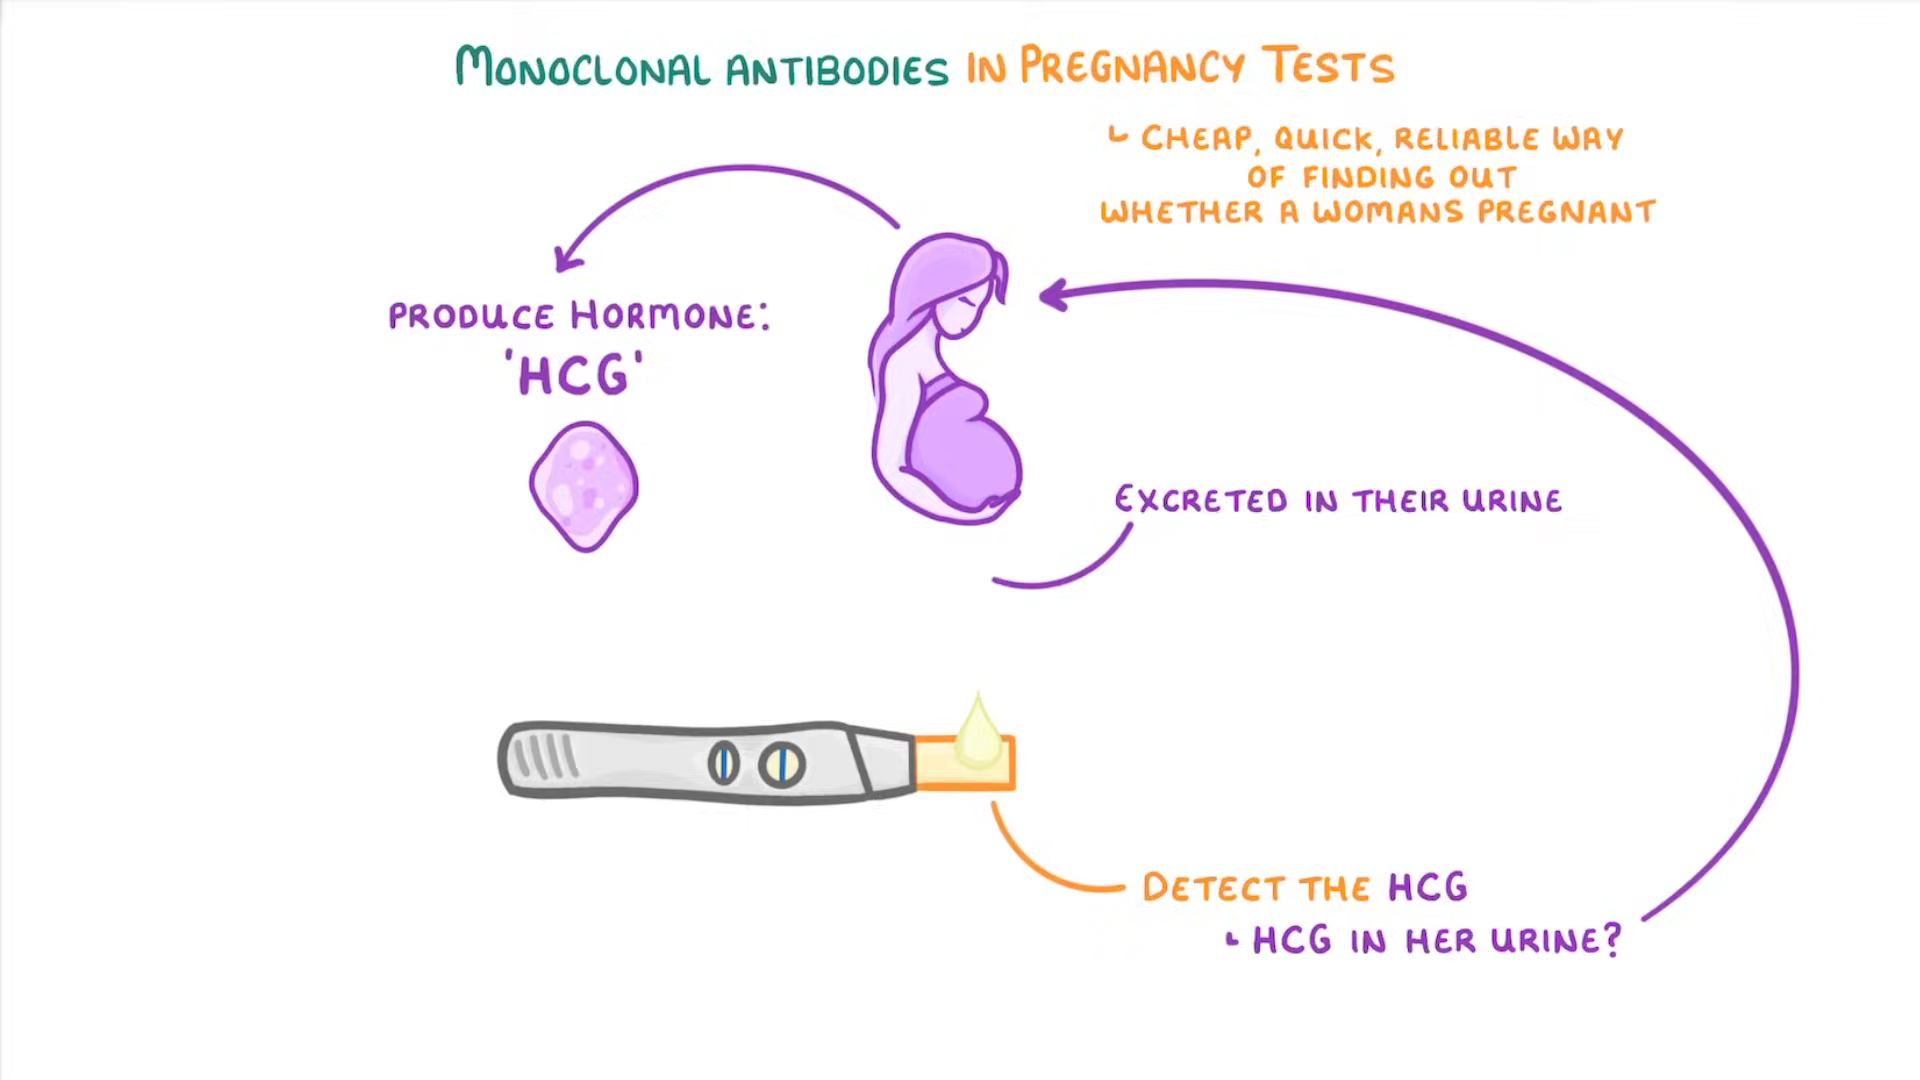 MONOCLONAL ANTIBODIES IN PREGNANCY TESTS
CHEAP, QUICK, RELIABLE WAY
OF FINDING OUT
WHETHER A WOMANS PREGNANT
PRODUCE HORMONE:
'HCG'
EXCRETED IN THEIR URINE
DETECT THE HCG
HCG IN HER URINE?